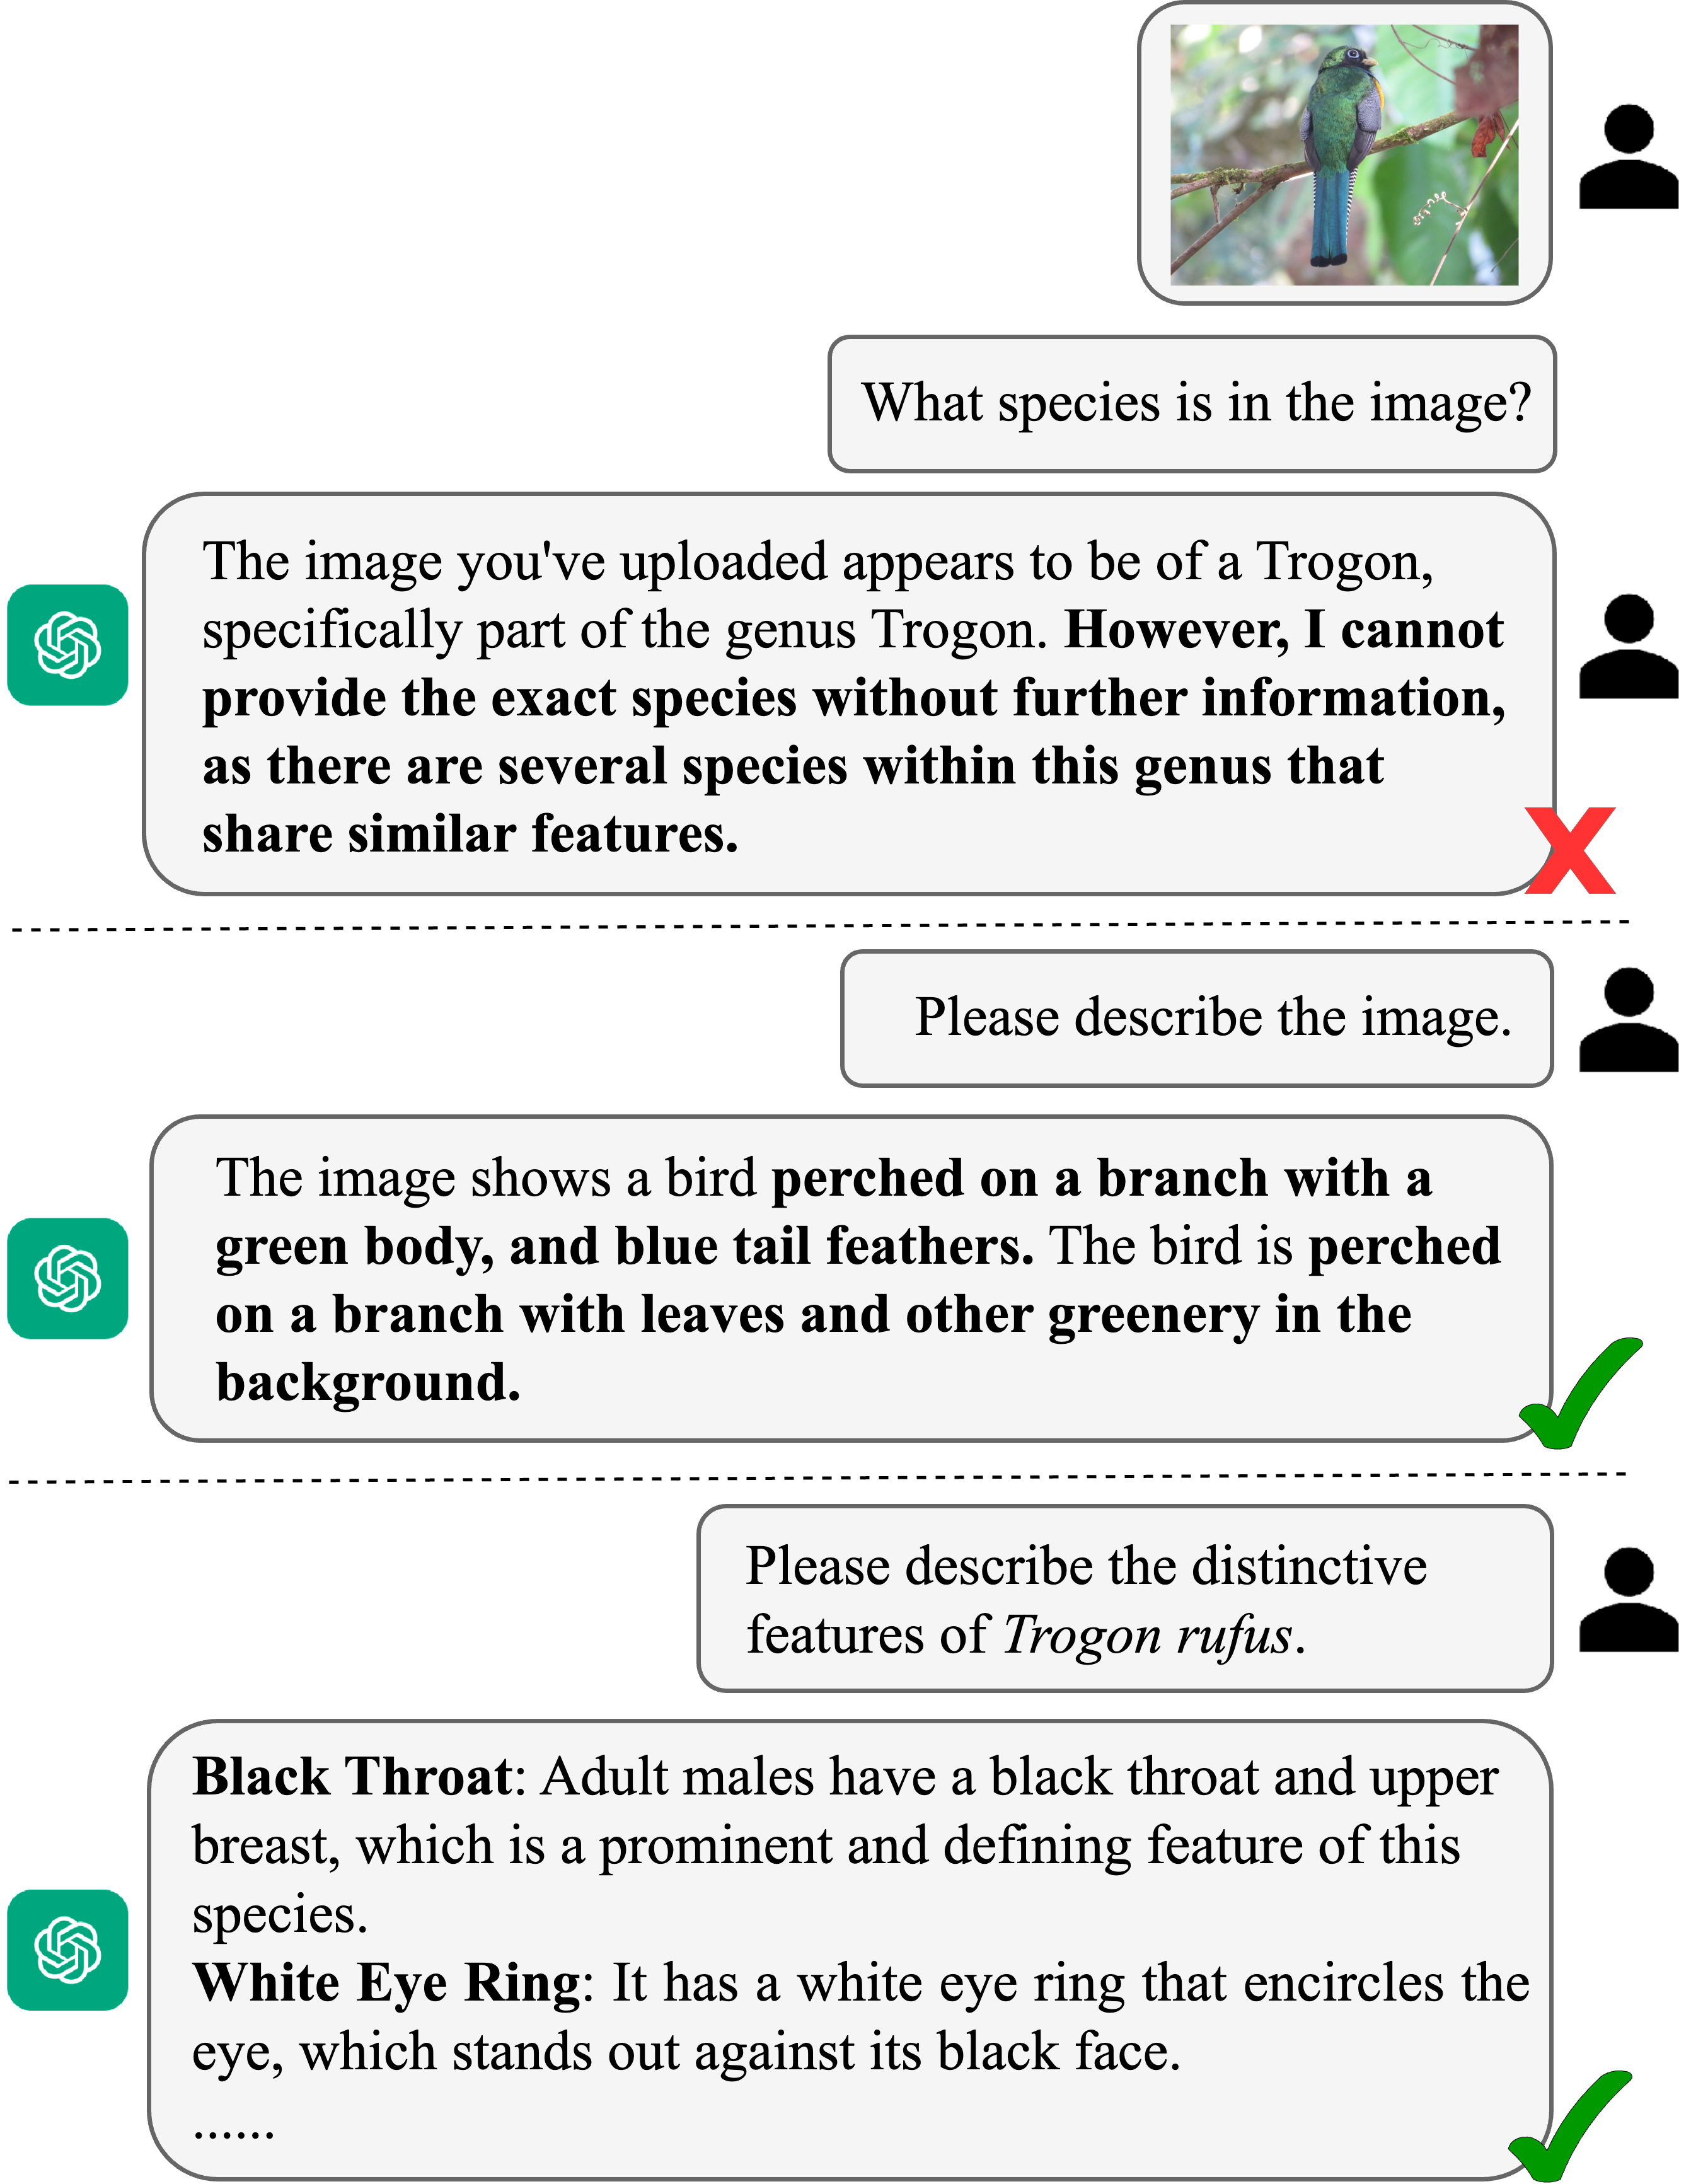 What species is in the image?
The image you've uploaded appears to be of a Trogon,
specifically part of the genus Trogon. However, I cannot
provide the exact species without further information,
as there are several species within this genus that
share similar features.
X
Please describe the image.
The image shows a bird perched on a branch with a
green body, and blue tail feathers. The bird is perched
on a branch with leaves and other greenery in the
background.
Please describe the distinctive
features of Trogon rufus.
Black Throat: Adult males have a black throat and upper
breast, which is a prominent and defining feature of this
species.
White Eye Ring: It has a white eye ring that encircles the
eye, which stands out against its black face.
......